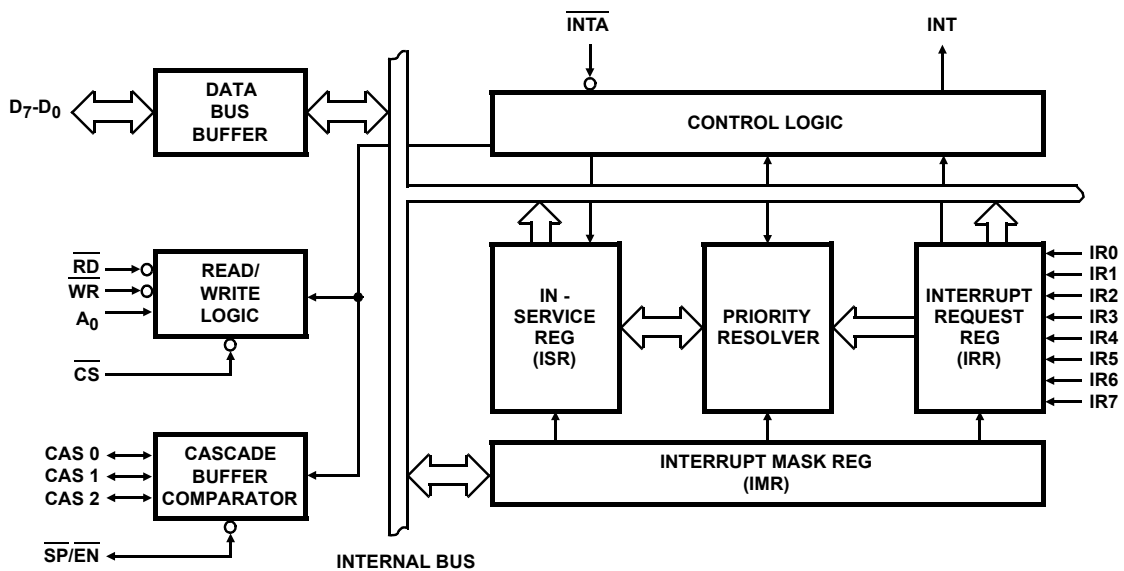 INTA
INT
D7-D0
DATA
BUS
BUFFER
CONTROL LOGIC
RD
WR
A0
CS
READ/
WRITE
LOGIC
IN -
SERVICE
REG
(ISR)
PRIORITY
RESOLVER
INTERRUPT
REQUEST
REG
(IRR)
IR0
IR1
IR2
IR3
IR4
IR5
IR6
IR7
CAS 0
CAS 1
CAS 2
CASCADE
BUFFER
COMPARATOR
INTERRUPT MASK REG
(IMR)
SP/EN
INTERNAL BUS